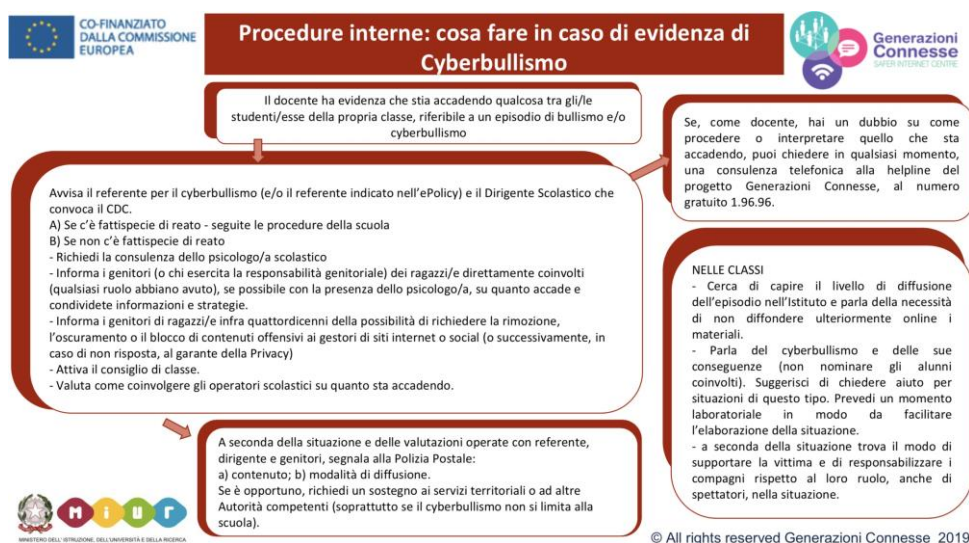 CO-FINANZIATO
DALLA COMMISSIONE
EUROPEA
Procedure interne: cosa fare in caso di evidenza di
Cyberbullismo
Generazioni
Connesse
SAFER INTERNET CENTRE
Il docente ha evidenza che stia accadendo qualcosa tra gli/le
studenti/esse della propria classe, riferibile a un episodio di bullismo e/o
cyberbullismo
Se, come docente, hai un dubbio su come
procedere o interpretare quello che sta
accadendo, puoi chiedere in qualsiasi momento,
una consulenza telefonica alla helpline del
progetto Generazioni Connesse, al numero
gratuito 1.96.96.
Avvisa il referente per il cyberbullismo (e/o il referente indicato nell'ePolicy) e il Dirigente Scolastico che
convoca il CDC.
A) Se c'è fattispecie di reato - seguite le procedure della scuola
B) Se non c'è fattispecie di reato
- Richiedi la consulenza dello psicologo/a scolastico
- Informa i genitori (o chi esercita la responsabilità genitoriale) dei ragazzi/e direttamente coinvolti
(qualsiasi ruolo abbiano avuto), se possibile con la presenza dello psicologo/a, su quanto accade e
condividete informazioni e strategie.
- Informa i genitori di ragazzi/e infra quattordicenni della possibilità di richiedere la rimozione,
l'oscuramento o il blocco di contenuti offensivi ai gestori di siti internet o social (o successivamente, in
caso di non risposta, al garante della Privacy)
- Attiva il consiglio di classe.
- Valuta come coinvolgere gli operatori scolastici su quanto sta accadendo.
NELLE CLASSI
- Cerca di capire il livello di diffusione
dell'episodio nell'Istituto e parla della necessità
di non diffondere ulteriormente online i
materiali.
- Parla del cyberbullismo e delle sue
conseguenze (non nominare gli alunni
coinvolti). Suggerisci di chiedere aiuto per
situazioni di questo tipo. Prevedi un momento
laboratoriale in modo da facilitare
l'elaborazione della situazione.
- a seconda della situazione trova il modo di
supportare la vittima e di responsabilizzare i
compagni rispetto al loro ruolo, anche di
spettatori, nella situazione.
A seconda della situazione e delle valutazioni operate con referente,
dirigente e genitori, segnala alla Polizia Postale:
a) contenuto; b) modalità di diffusione.
Se è opportuno, richiedi un sostegno ai servizi territoriali o ad altre
Autorità competenti (soprattutto se il cyberbullismo non si limita alla
scuola).
miur
MINISTERO DELL'ISTRUZIONE, DELL'UNIVERSITÀ E DELLA RICERCA
© All rights reserved Generazioni Connesse 2019